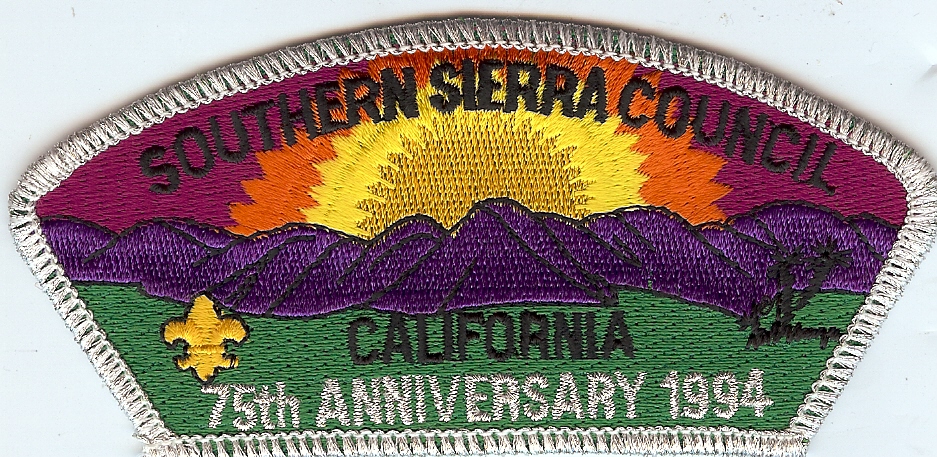 SOUTHERN SIERRA COUNCIL
CALIFORNIA
75th ANNIVERSARY 1994